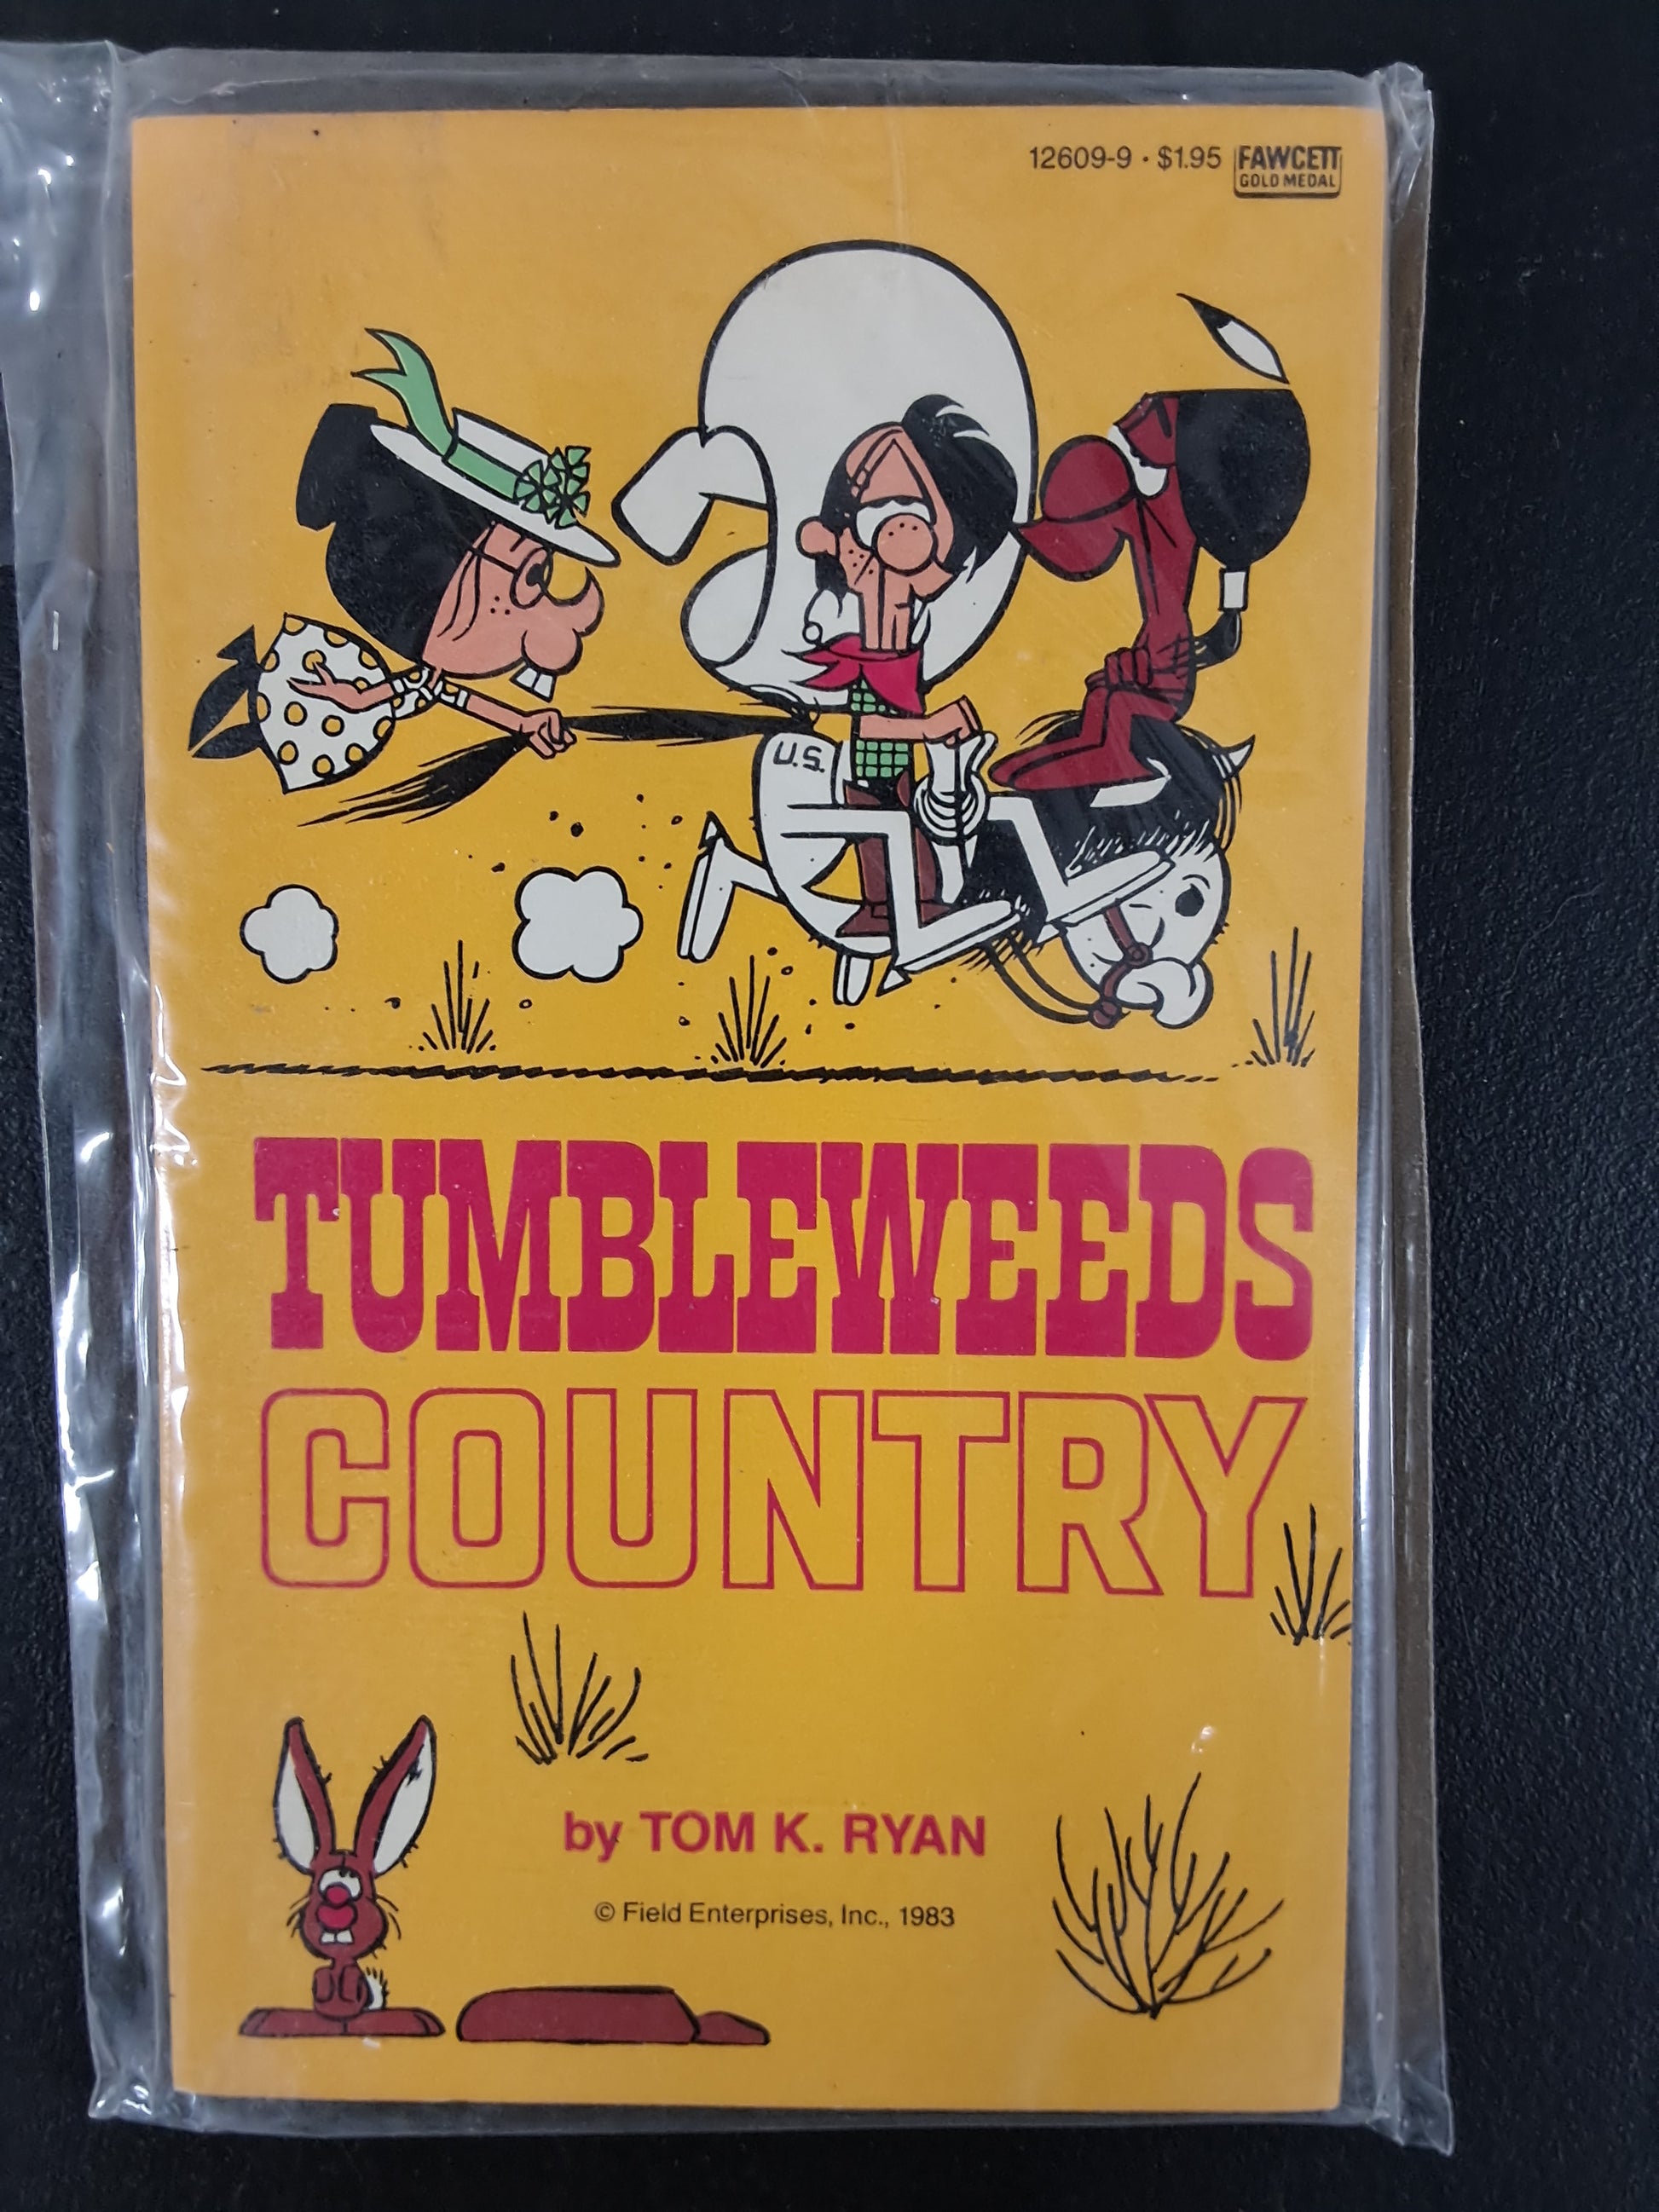 12609-9 · $1.95 FAWCETT
GOLD MEDAL
U.S.
TUMBLEWEEDS
COUNTRY
by TOM K. RYAN
© Field Enterprises, Inc., 1983